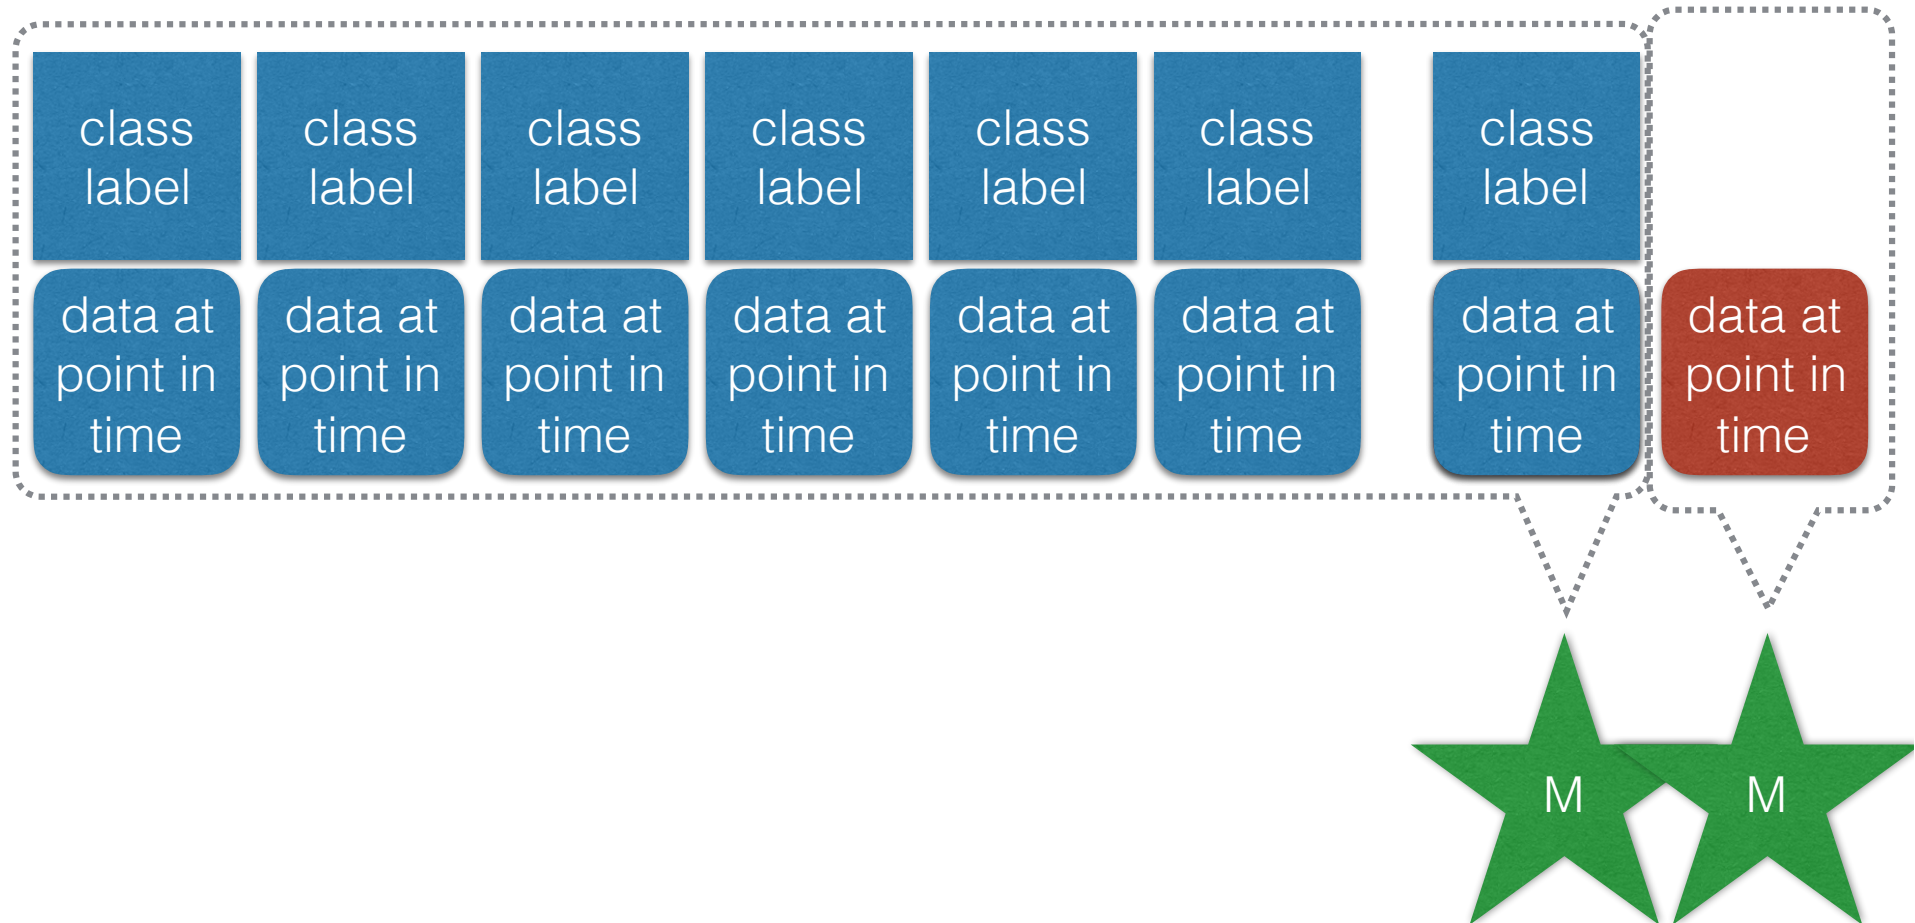 class
label
class
label
class
label
class
label
class
label
class
label
class
label
data at
point in
time
data at
point in
time
data at
point in
time
data at
point in
time
data at
point in
time
data at
point in
time
data at
point in
time
data at
point in
time
M
M